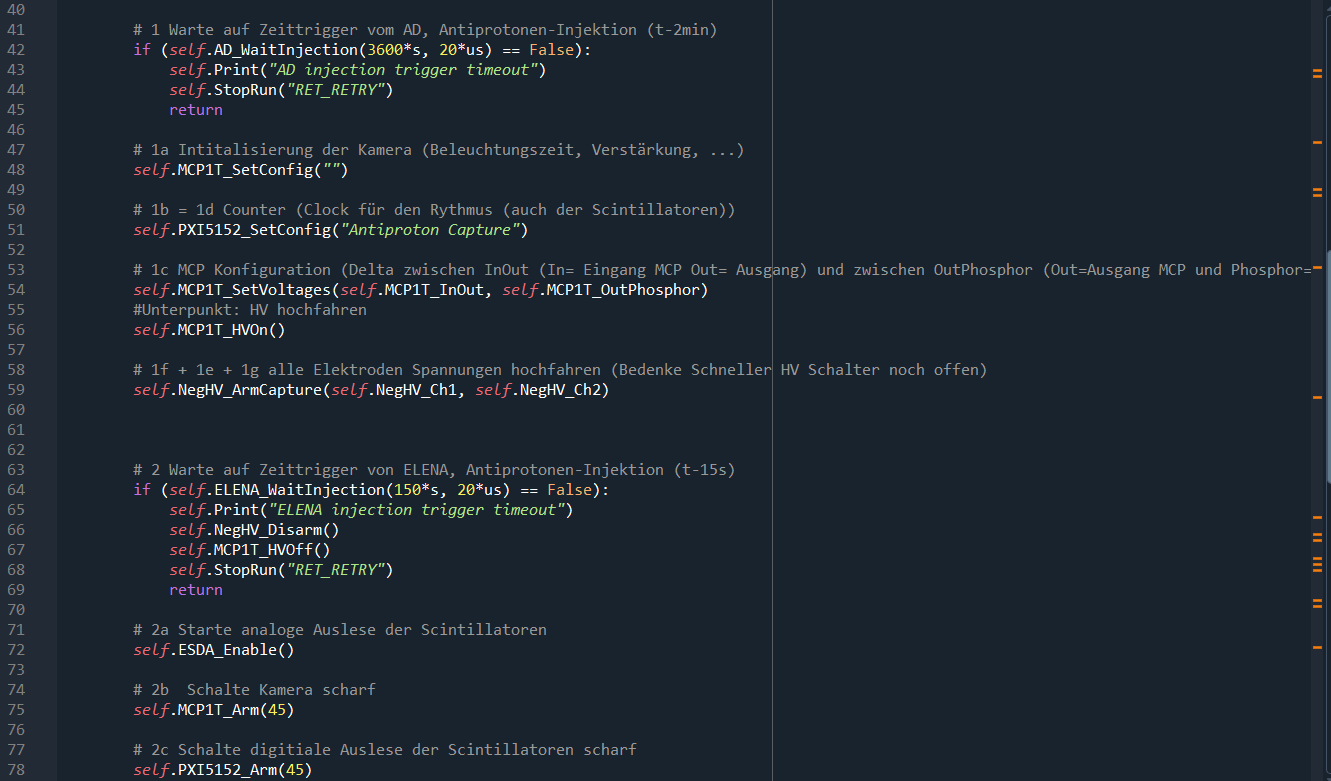 40
41 # 1 Warte auf Zeittrigger vom AD, Antiprotonen-Injektion (t-2min)
42 if (self.AD_WaitInjection(3600*s, 20*us) == False):
43 self.Print("AD injection trigger timeout")
44 self.StopRun("RET_RETRY")
45 return
46
47 # 1a Intitalisierung der Kamera (Beleuchtungszeit, Verstärkung, ...)
48 self.MCP1T_SetConfig("")
49
50 # 1b = 1d Counter (Clock für den Rythmus (auch der Scintillatoren))
51 self.PXI5152_SetConfig("Antiproton Capture")
52
53 # 1c MCP Konfiguration (Delta zwischen InOut (In= Eingang MCP Out= Ausgang) und zwischen OutPhosphor (Out=Ausgang MCP und Phosphor=
54 self.MCP1T_SetVoltages(self.MCP1T_InOut, self.MCP1T_OutPhosphor)
55 #Unterpunkt: HV hochfahren
56 self.MCP1T_HVOn()
57
58 # 1f + 1e + 1g alle Elektroden Spannungen hochfahren (Bedenke Schneller HV Schalter noch offen)
59 self.NegHV_ArmCapture(self.NegHV_Ch1, self.NegHV_Ch2)
60
61
62
63 # 2 Warte auf Zeittrigger von ELENA, Antiprotonen-Injektion (t-15s)
64 if (self.ELENA_WaitInjection(150*s, 20*us) == False):
65 self.Print("ELENA injection trigger timeout")
66 self.NegHV_Disarm()
67 self.MCP1T_HVOff()
68 self.StopRun("RET_RETRY")
69 return
70
71 # 2a Starte analoge Auslese der Scintillatoren
72 self.ESDA_Enable()
73
74 # 2b  Schalte Kamera scharf
75 self.MCP1T_Arm(45)
76
77 # 2c Schalte digitiale Auslese der Scintillatoren scharf
78 self.PXI5152_Arm(45)